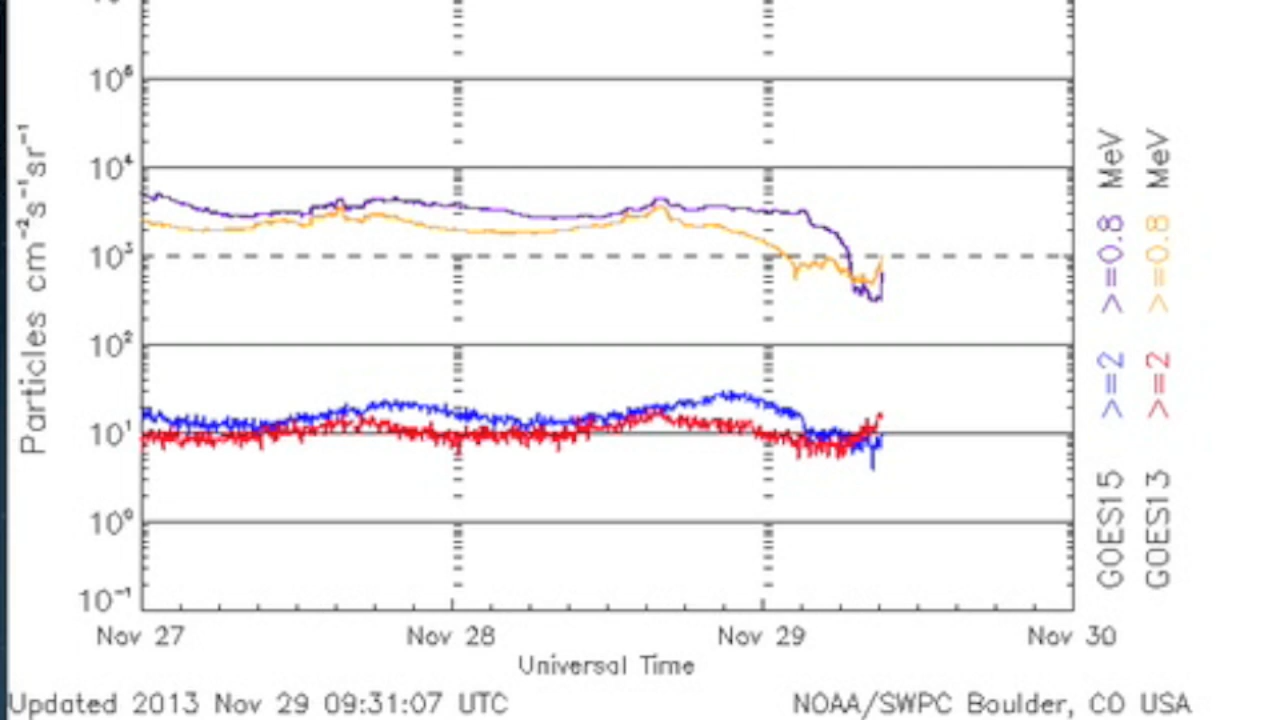 10⁶
10⁴
10³
10²
10¹
10⁰
10⁻¹
Particles cm⁻²s⁻¹sr⁻¹
Nov 27 Nov 28 Nov 29 Nov 30
Universal Time
Updated 2013 Nov 29 09:31:07 UTC
NOAA/SWPC Boulder, CO USA
GOES15 >=2 >=0.8 MeV
GOES13 >=2 >=0.8 MeV